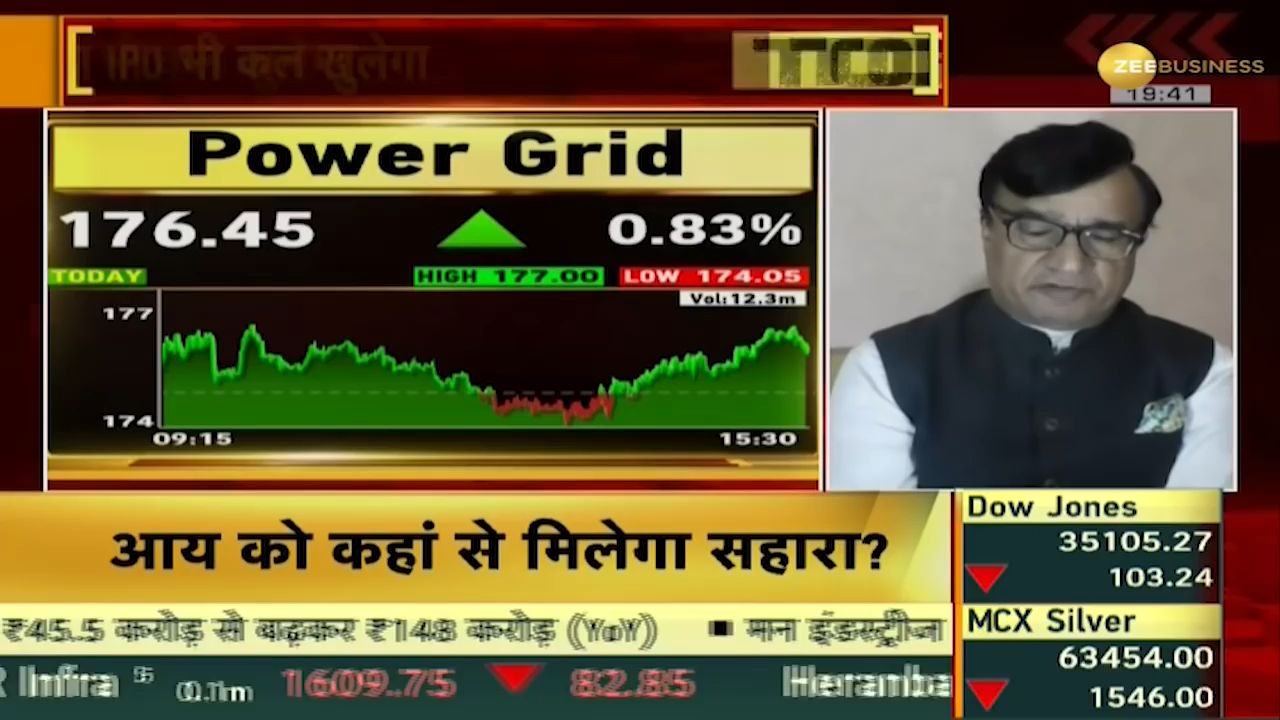 IPO भी कल खुलेगा
ZEEBUSINESS
19:41
Power Grid
176.45 0.83%
TODAY HIGH 177.00 LOW 174.05
Vol:12.3m
177
174
09:15 15:30
आय को कहां से मिलेगा सहारा?
Dow Jones
35105.27
103.24
MCX Silver
63454.00
1546.00
₹45.5 करोड़ से बढ़कर ₹148 करोड़ (YoY) ■ मन इंडस्ट्रीज
Infra 0.1m 1609.75 82.85 Heranba